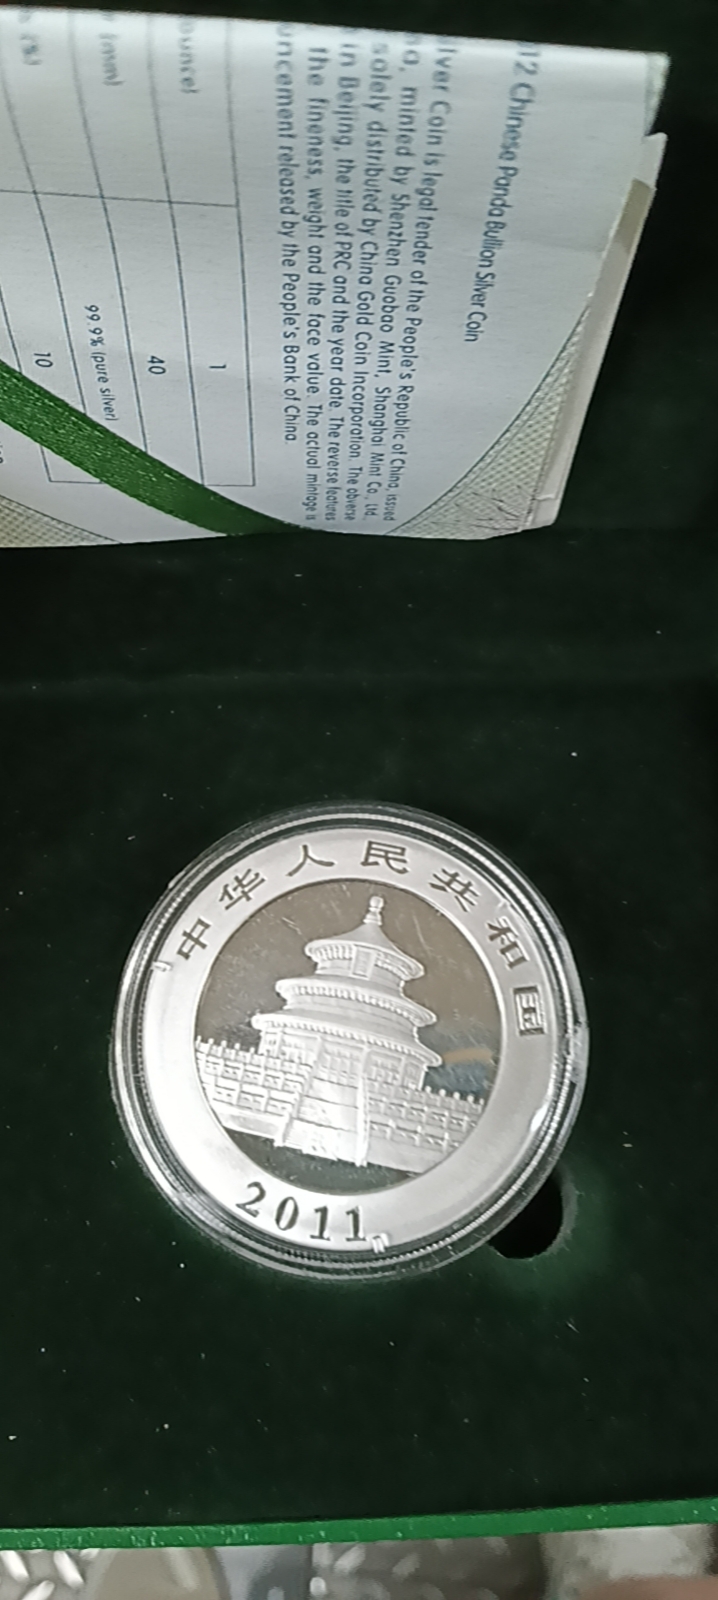 12 Chinese Panda Bullion Silver Coin
lver Coin is legal tender of the People's Republic of China, issued
na, minted by Shenzhen Guobao Mint, Shanghai Mint Co., Ltd.
solely distributed by China Gold Coin Incorporation. The obverse
in Beijing, the title of PRC and the year date. The reverse features
the fineness, weight and the face value. The actual mintage is
uncement released by the People's Bank of China.
ounce) 1
(mm) 40
(%) 99.9% (pure silver)
10
中华人民共和国
2011